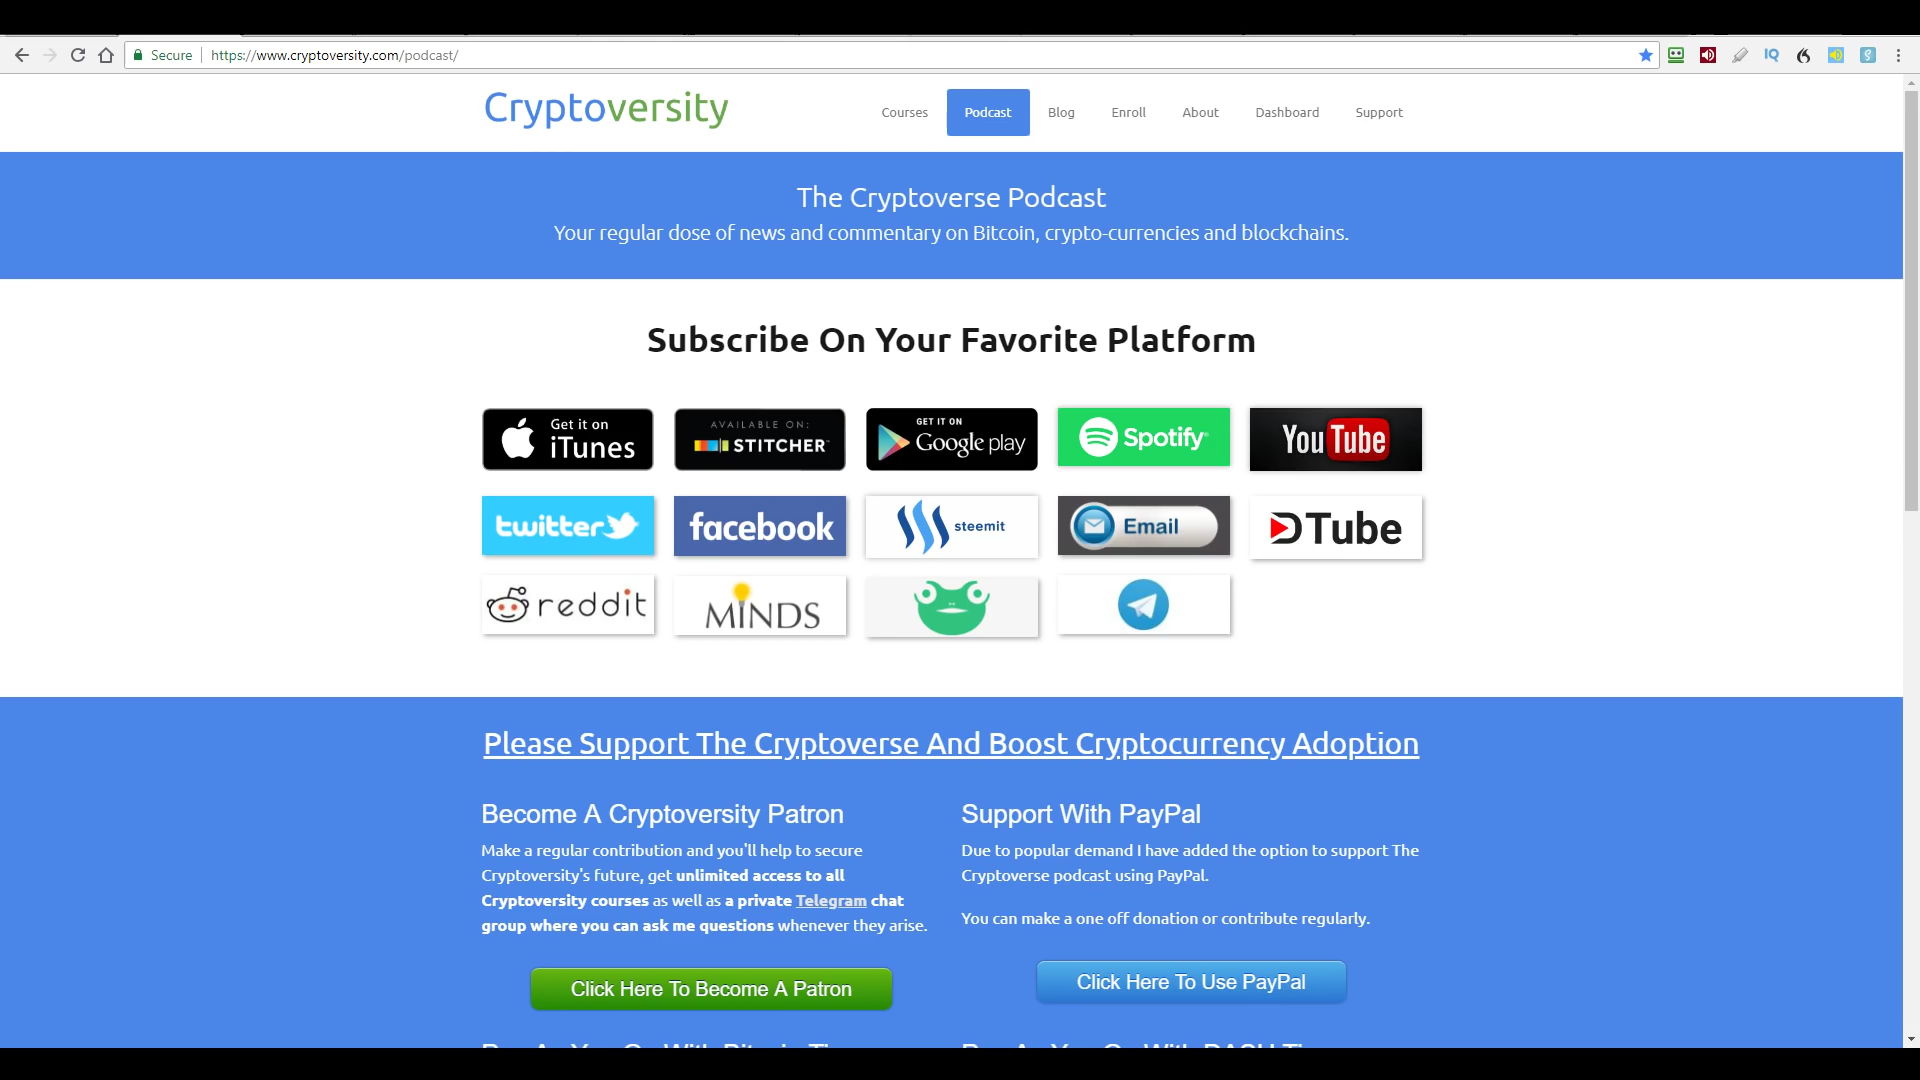 Secure https://www.cryptoversity.com/podcast/
IQ
Cryptoversity
Courses Podcast Blog Enroll About Dashboard Support
The Cryptoverse Podcast
Your regular dose of news and commentary on Bitcoin, crypto-currencies and blockchains.
Subscribe On Your Favorite Platform
Get it on
iTunes
AVAILABLE ON:
STITCHER
GET IT ON
Google play
Spotify
YouTube
twitter
facebook
steemit
Email
DTube
reddit
MINDS
Please Support The Cryptoverse And Boost Cryptocurrency Adoption
Become A Cryptoversity Patron
Make a regular contribution and you'll help to secure
Cryptoversity's future, get unlimited access to all
Cryptoversity courses as well as a private Telegram chat
group where you can ask me questions whenever they arise.
Click Here To Become A Patron
Support With PayPal
Due to popular demand I have added the option to support The
Cryptoverse podcast using PayPal.
You can make a one off donation or contribute regularly.
Click Here To Use PayPal